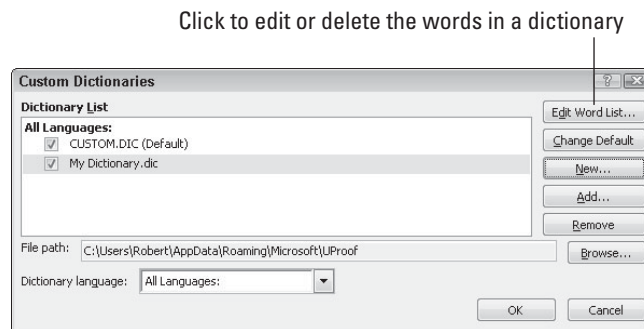 Click to edit or delete the words in a dictionary
Custom Dictionaries
Dictionary List
All Languages:
CUSTOM.DIC (Default)
My Dictionary.dic
Edit Word List...
Change Default
New...
Add...
Remove
File path: C:\Users\Robert\AppData\Roaming\Microsoft\UProof
Browse...
Dictionary language: All Languages:
OK Cancel